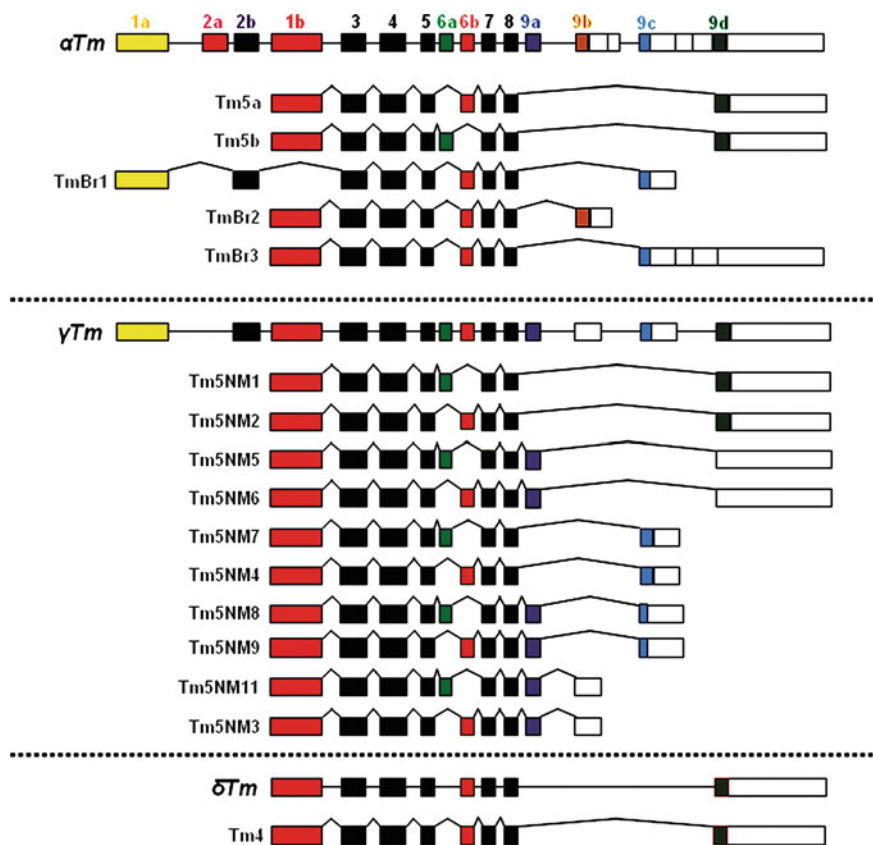 1a 2a 2b 1b 3 4 5 6a 6b 7 8 9a 9b 9c 9d
αTm
Tm5a
Tm5b
TmBr1
TmBr2
TmBr3
γTm
Tm5NM1
Tm5NM2
Tm5NM5
Tm5NM6
Tm5NM7
Tm5NM4
Tm5NM8
Tm5NM9
Tm5NM11
Tm5NM3
δTm
Tm4